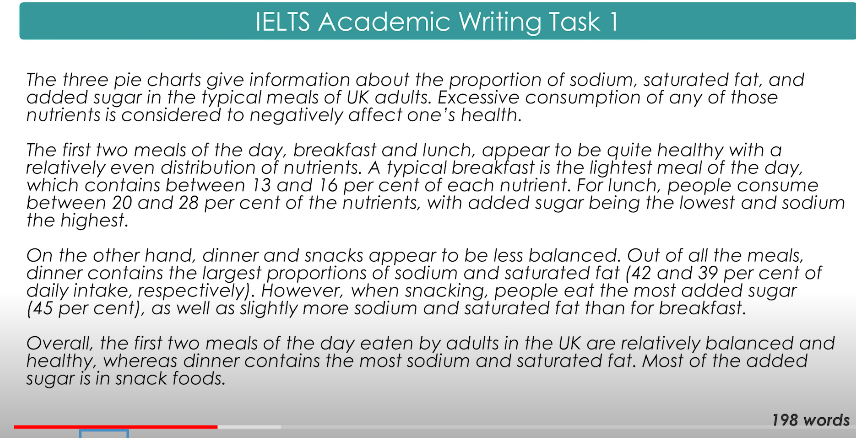 IELTS Academic Writing Task 1
The three pie charts give information about the proportion of sodium, saturated fat, and
added sugar in the typical meals of UK adults. Excessive consumption of any of those
nutrients is considered to negatively affect one's health.
The first two meals of the day, breakfast and lunch, appear to be quite healthy with a
relatively even distribution of nutrients. A typical breakfast is the lightest meal of the day,
which contains between 13 and 16 per cent of each nutrient. For lunch, people consume
between 20 and 28 per cent of the nutrients, with added sugar being the lowest and sodium
the highest.
On the other hand, dinner and snacks appear to be less balanced. Out of all the meals,
dinner contains the largest proportions of sodium and saturated fat (42 and 39 per cent of
daily intake, respectively). However, when snacking, people eat the most added sugar
(45 per cent), as well as slightly more sodium and saturated fat than for breakfast.
Overall, the first two meals of the day eaten by adults in the UK are relatively balanced and
healthy, whereas dinner contains the most sodium and saturated fat. Most of the added
sugar is in snack foods.
198 words